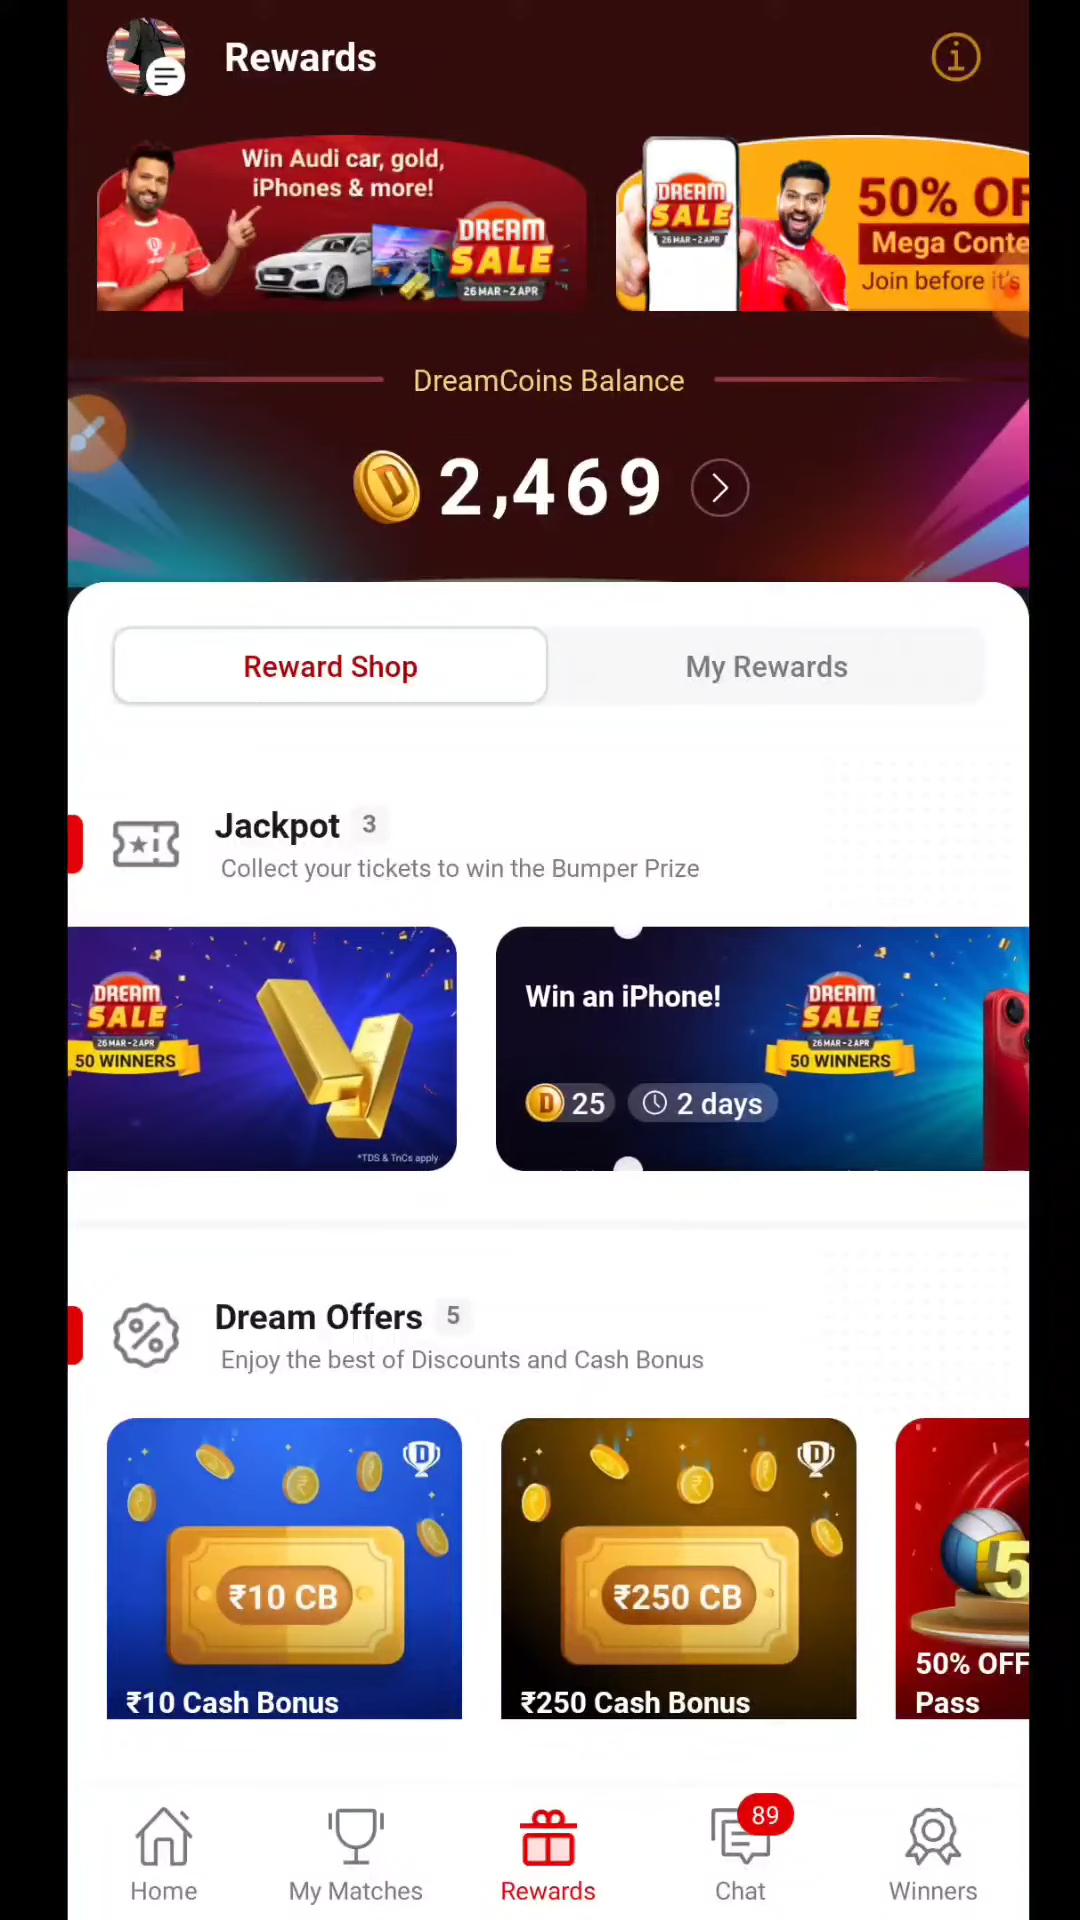 Rewards
Win Audi car, gold,
iPhones & more!
DREAM
SALE
26 MAR – 2 APR
DREAM
SALE
26 MAR – 2 APR
50% OF
Mega Conte
Join before it's
DreamCoins Balance
2,469
Reward Shop
My Rewards
Jackpot 3
Collect your tickets to win the Bumper Prize
DREAM
SALE
26 MAR – 2 APR
50 WINNERS
*TDS & TnCs apply
Win an iPhone!
DREAM
SALE
26 MAR – 2 APR
50 WINNERS
D 25
2 days
Dream Offers 5
Enjoy the best of Discounts and Cash Bonus
₹10 CB
₹10 Cash Bonus
₹250 CB
₹250 Cash Bonus
5
50% OFF
Pass
89
Home
My Matches
Rewards
Chat
Winners